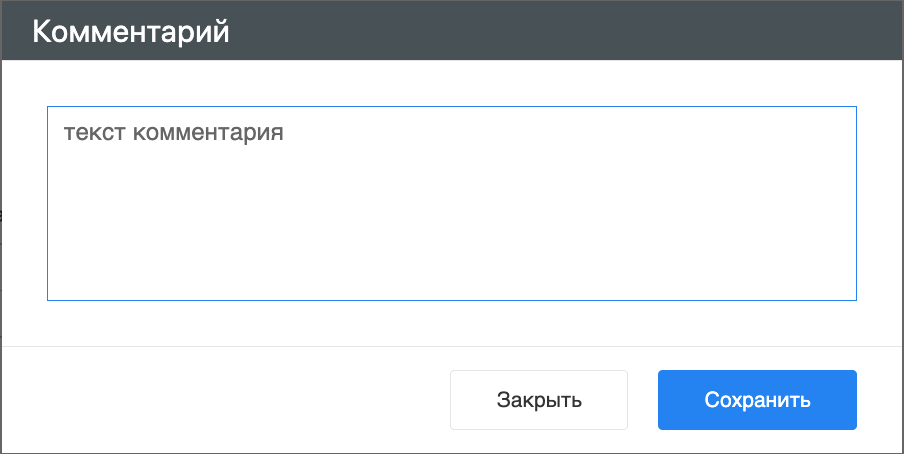 Комментарий
текст комментария
Закрыть
Сохранить